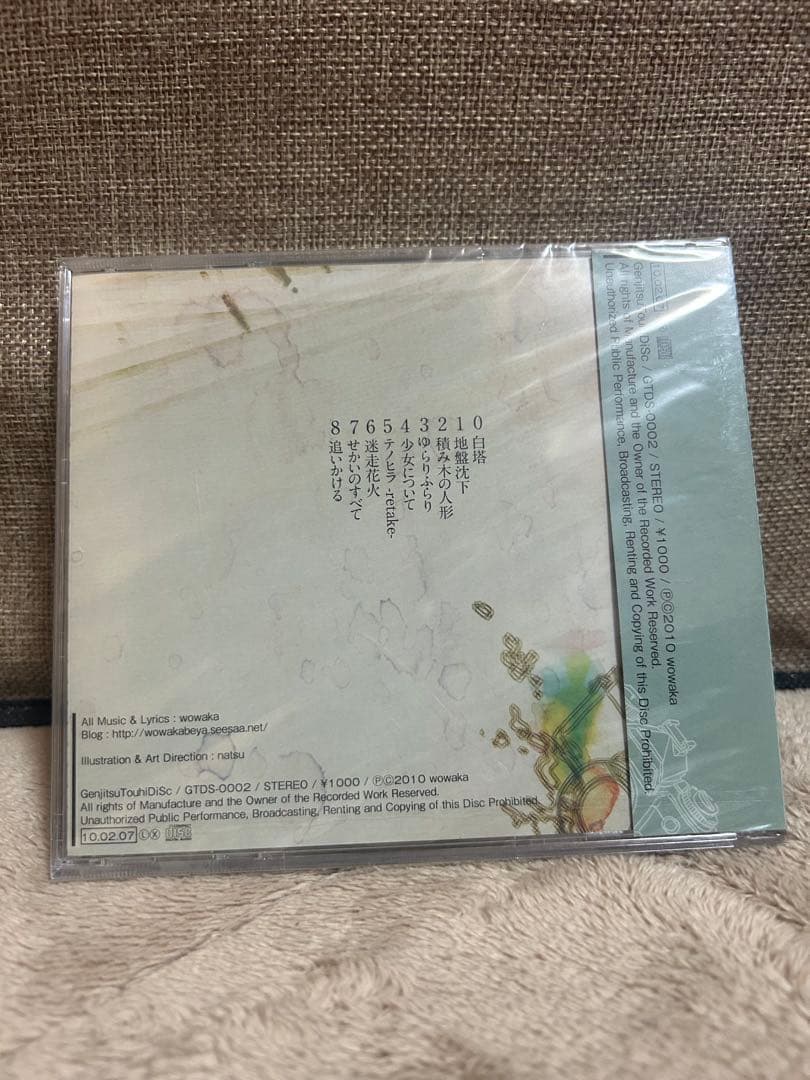 0 白塔
1 地盤沈下
2 積み木の人形
3 ゆらりふらり
4 少女について
5 テノヒラ -retake-
6 迷走花火
7 せかいのすべて
8 追いかける
All Music & Lyrics : wowaka
Blog : http://wowakabeya.seesaa.net/
Illustration & Art Direction : natsu
GenjitsuTouhiDiSc / GTDS-0002 / STEREO / ¥1000 / ℗©2010 wowaka
All rights of Manufacture and the Owner of the Recorded Work Reserved.
Unauthorized Public Performance, Broadcasting, Renting and Copying of this Disc Prohibited.
10.02.07 Ⓛ Ⓧ
10.02.07
GenjitsuTouhiDiSc / GTDS-0002 / STEREO / ¥1000 / ℗©2010 wowaka
All rights of Manufacture and the Owner of the Recorded Work Reserved.
Unauthorized Public Performance, Broadcasting, Renting and Copying of this Disc Prohibited.